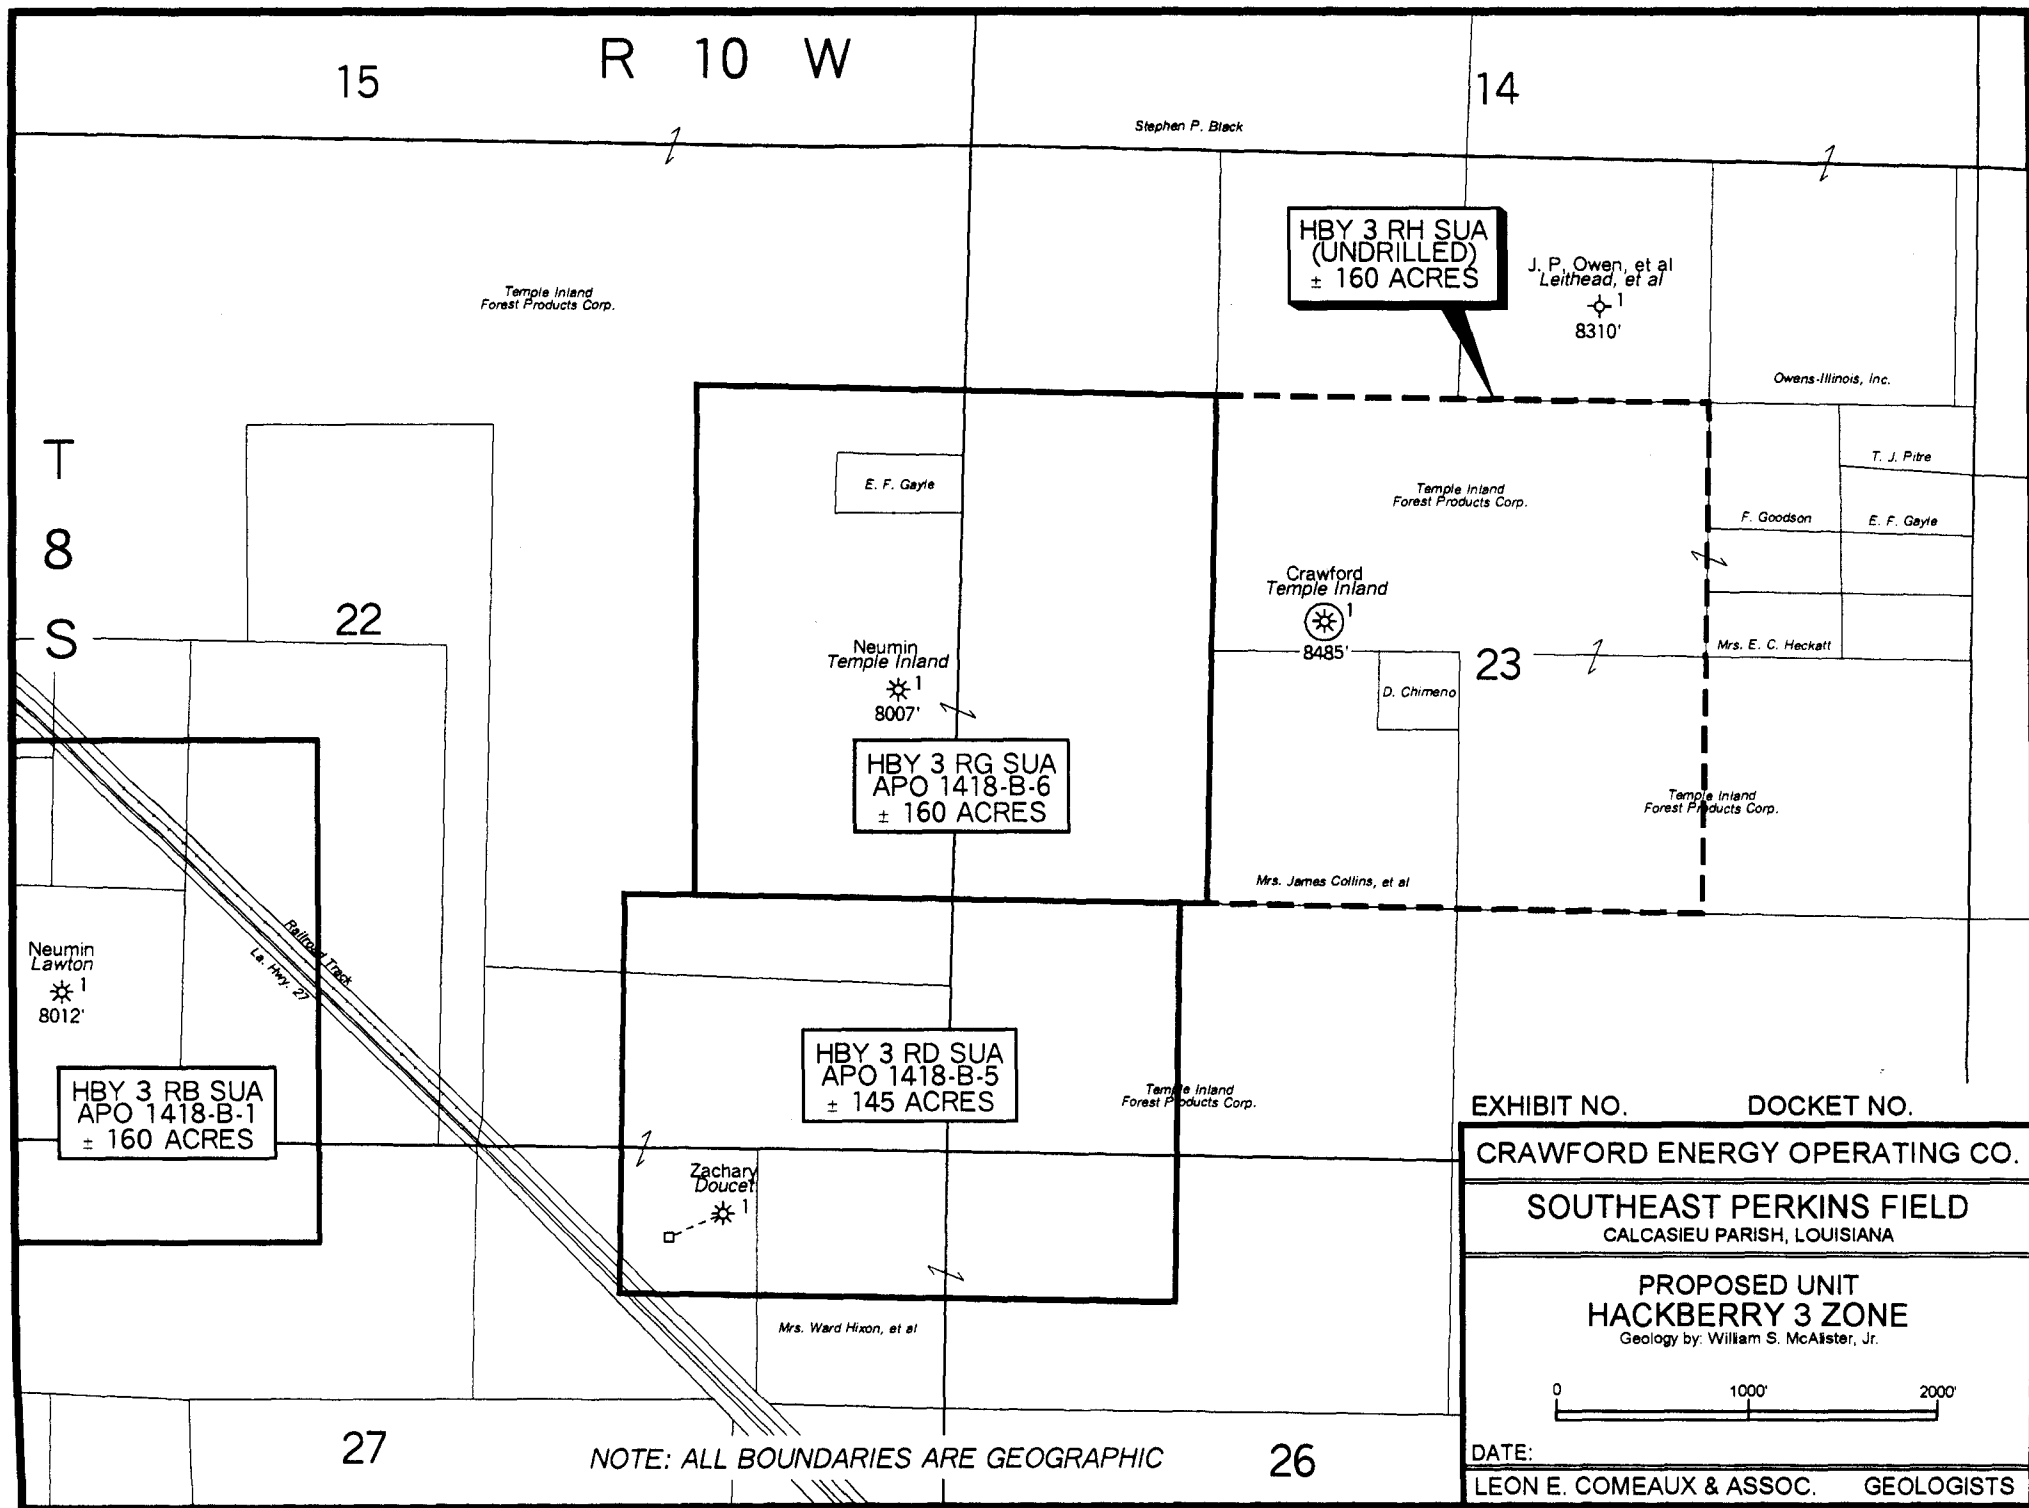 R 10 W
15
14
Stephen P. Black
HBY 3 RH SUA
(UNDRILLED)
± 160 ACRES
J. P. Owen, et al
Leithead, et al
1
8310'
Temple Inland
Forest Products Corp.
Owens-Illinois, Inc.
T
8
S
E. F. Gayle
Temple Inland
Forest Products Corp.
T. J. Pitre
F. Goodson
E. F. Gayle
Crawford
Temple Inland
1
8485'
22
Neumin
Temple Inland
1
8007'
23
Mrs. E. C. Heckatt
D. Chimeno
HBY 3 RG SUA
APO 1418-B-6
± 160 ACRES
Temple Inland
Forest Products Corp.
Mrs. James Collins, et al
Railroad Track
La. Hwy. 27
Neumin
Lawton
1
8012'
HBY 3 RB SUA
APO 1418-B-1
± 160 ACRES
HBY 3 RD SUA
APO 1418-B-5
± 145 ACRES
Temple Inland
Forest Products Corp.
Zachary
Doucet
1
Mrs. Ward Hixon, et al
27
NOTE: ALL BOUNDARIES ARE GEOGRAPHIC
26
EXHIBIT NO. DOCKET NO.
CRAWFORD ENERGY OPERATING CO.
SOUTHEAST PERKINS FIELD
CALCASIEU PARISH, LOUISIANA
PROPOSED UNIT
HACKBERRY 3 ZONE
Geology by: William S. McAlister, Jr.
0 1000' 2000'
DATE:
LEON E. COMEAUX & ASSOC. GEOLOGISTS